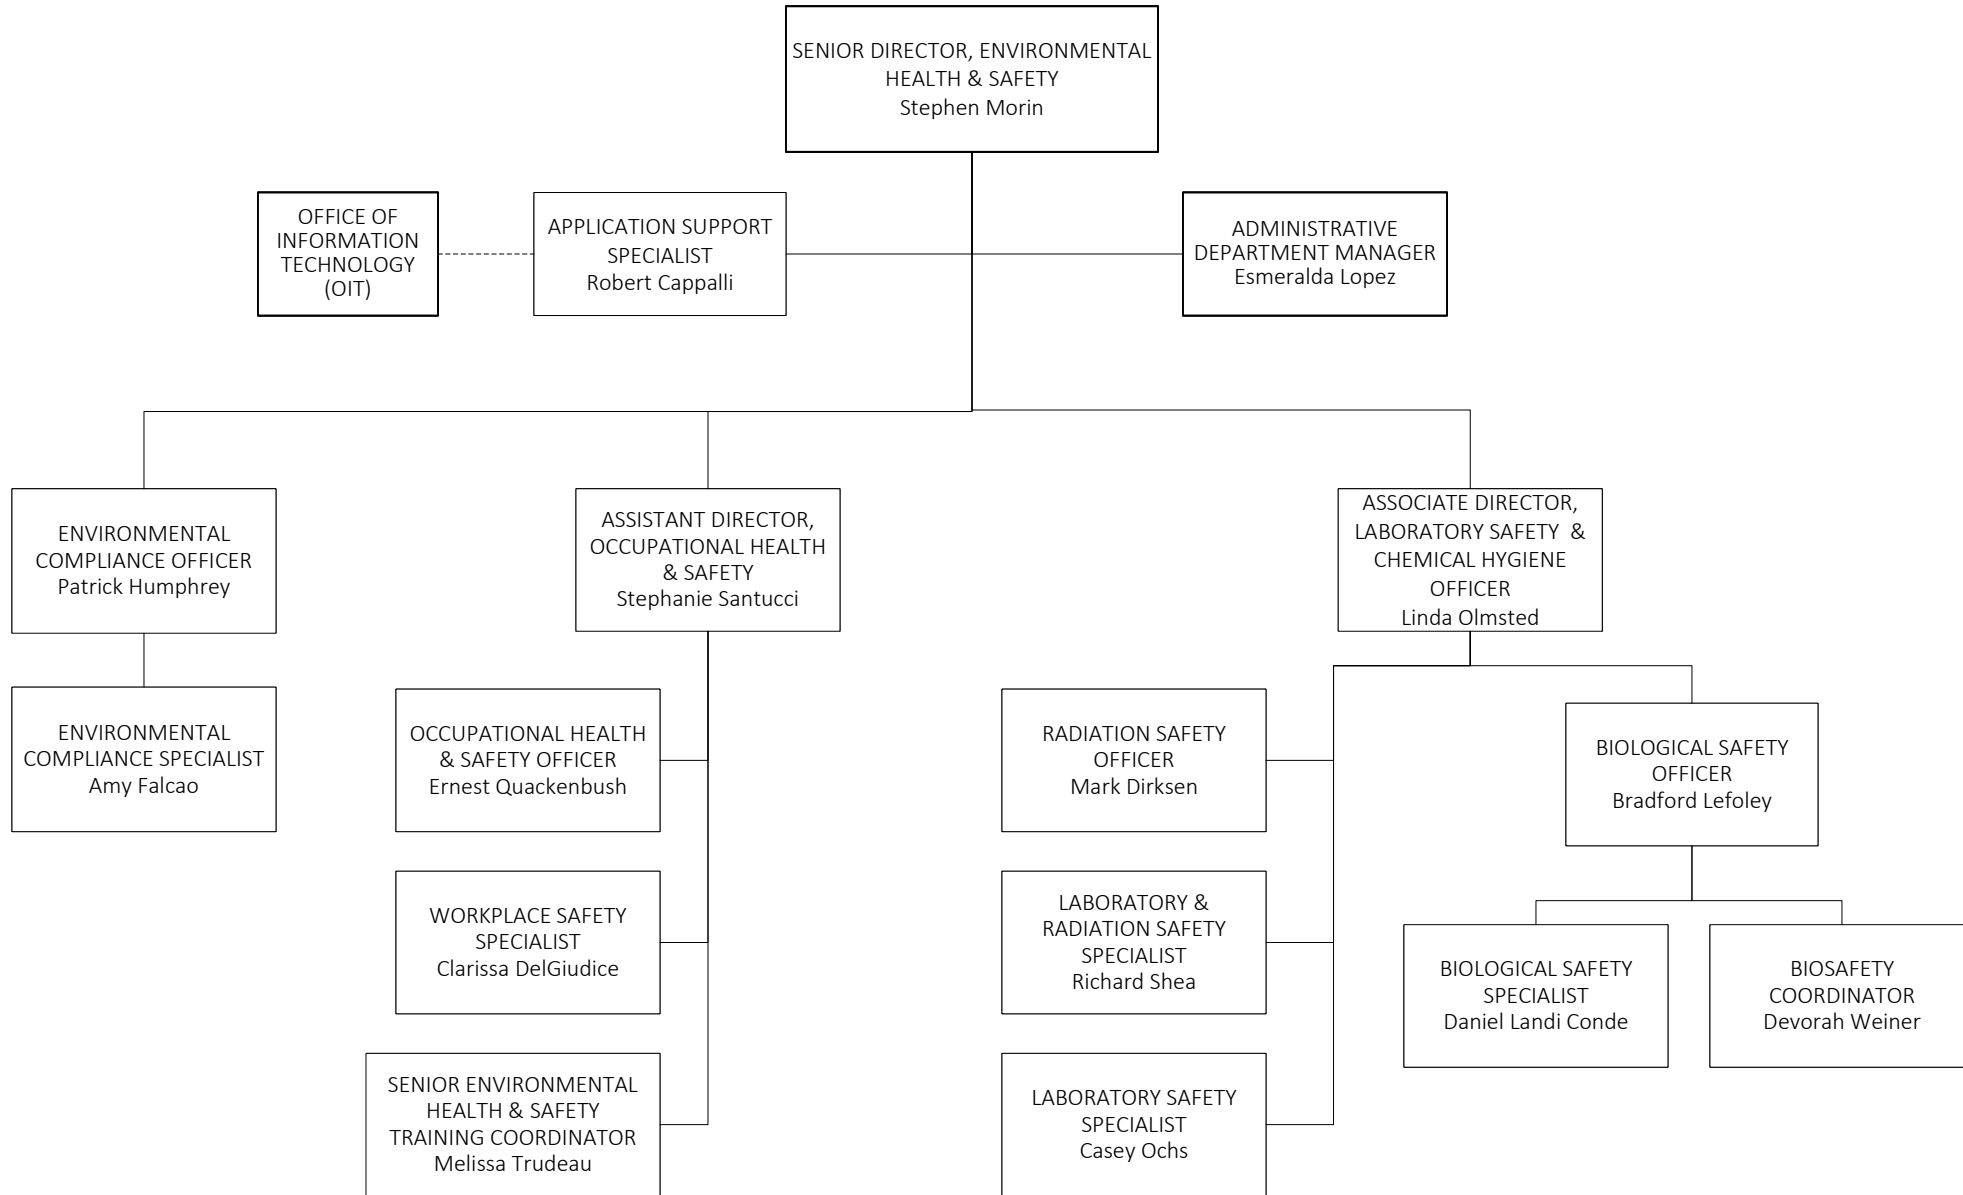 SENIOR DIRECTOR, ENVIRONMENTAL
HEALTH & SAFETY
Stephen Morin
OFFICE OF
INFORMATION
TECHNOLOGY
(OIT)
APPLICATION SUPPORT
SPECIALIST
Robert Cappalli
ADMINISTRATIVE
DEPARTMENT MANAGER
Esmeralda Lopez
ENVIRONMENTAL
COMPLIANCE OFFICER
Patrick Humphrey
ASSISTANT DIRECTOR,
OCCUPATIONAL HEALTH
& SAFETY
Stephanie Santucci
ASSOCIATE DIRECTOR,
LABORATORY SAFETY &
CHEMICAL HYGIENE
OFFICER
Linda Olmsted
ENVIRONMENTAL
COMPLIANCE SPECIALIST
Amy Falcao
OCCUPATIONAL HEALTH
& SAFETY OFFICER
Ernest Quackenbush
RADIATION SAFETY
OFFICER
Mark Dirksen
BIOLOGICAL SAFETY
OFFICER
Bradford Lefoley
WORKPLACE SAFETY
SPECIALIST
Clarissa DelGiudice
LABORATORY &
RADIATION SAFETY
SPECIALIST
Richard Shea
BIOLOGICAL SAFETY
SPECIALIST
Daniel Landi Conde
BIOSAFETY
COORDINATOR
Devorah Weiner
SENIOR ENVIRONMENTAL
HEALTH & SAFETY
TRAINING COORDINATOR
Melissa Trudeau
LABORATORY SAFETY
SPECIALIST
Casey Ochs